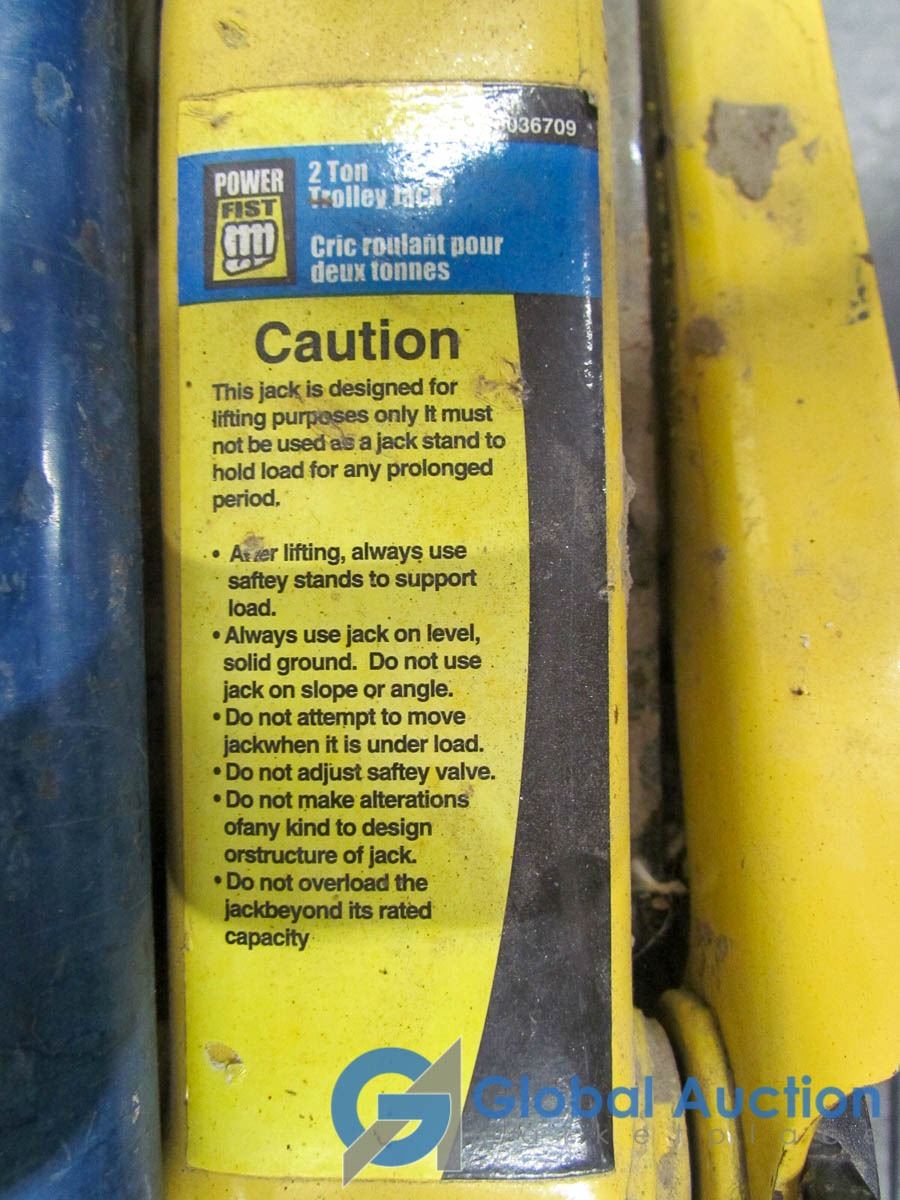 036709
POWER
FIST
2 Ton
Trolley Jack
Cric roulant pour
deux tonnes
Caution
This jack is designed for
lifting purposes only It must
not be used as a jack stand to
hold load for any prolonged
period.
• After lifting, always use
saftey stands to support
load.
• Always use jack on level,
solid ground. Do not use
jack on slope or angle.
• Do not attempt to move
jackwhen it is under load.
• Do not adjust saftey valve.
• Do not make alterations
ofany kind to design
orstructure of jack.
• Do not overload the
jackbeyond its rated
capacity
Global Auction